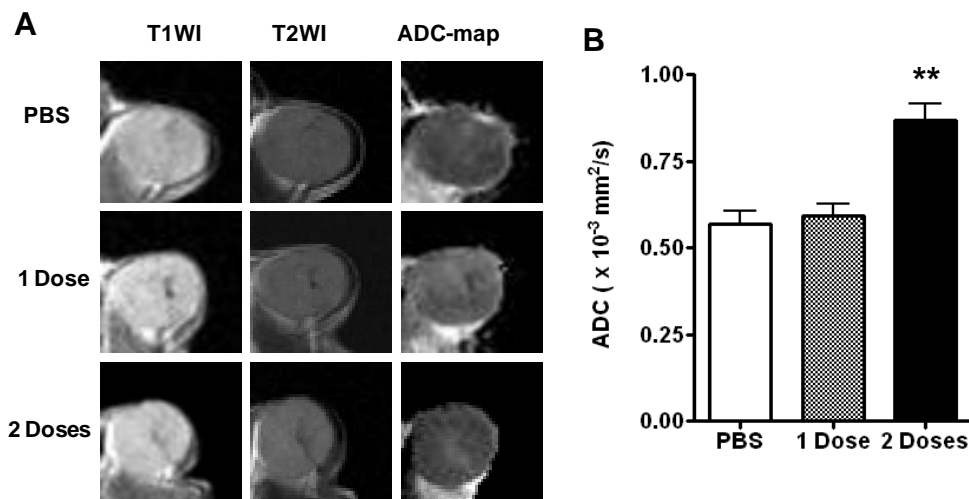 A
T1WI T2WI ADC-map
PBS
1 Dose
2 Doses
B
**
1.00
0.75
0.50
0.25
0.00
ADC ( x 10⁻³ mm²/s)
PBS 1 Dose 2 Doses